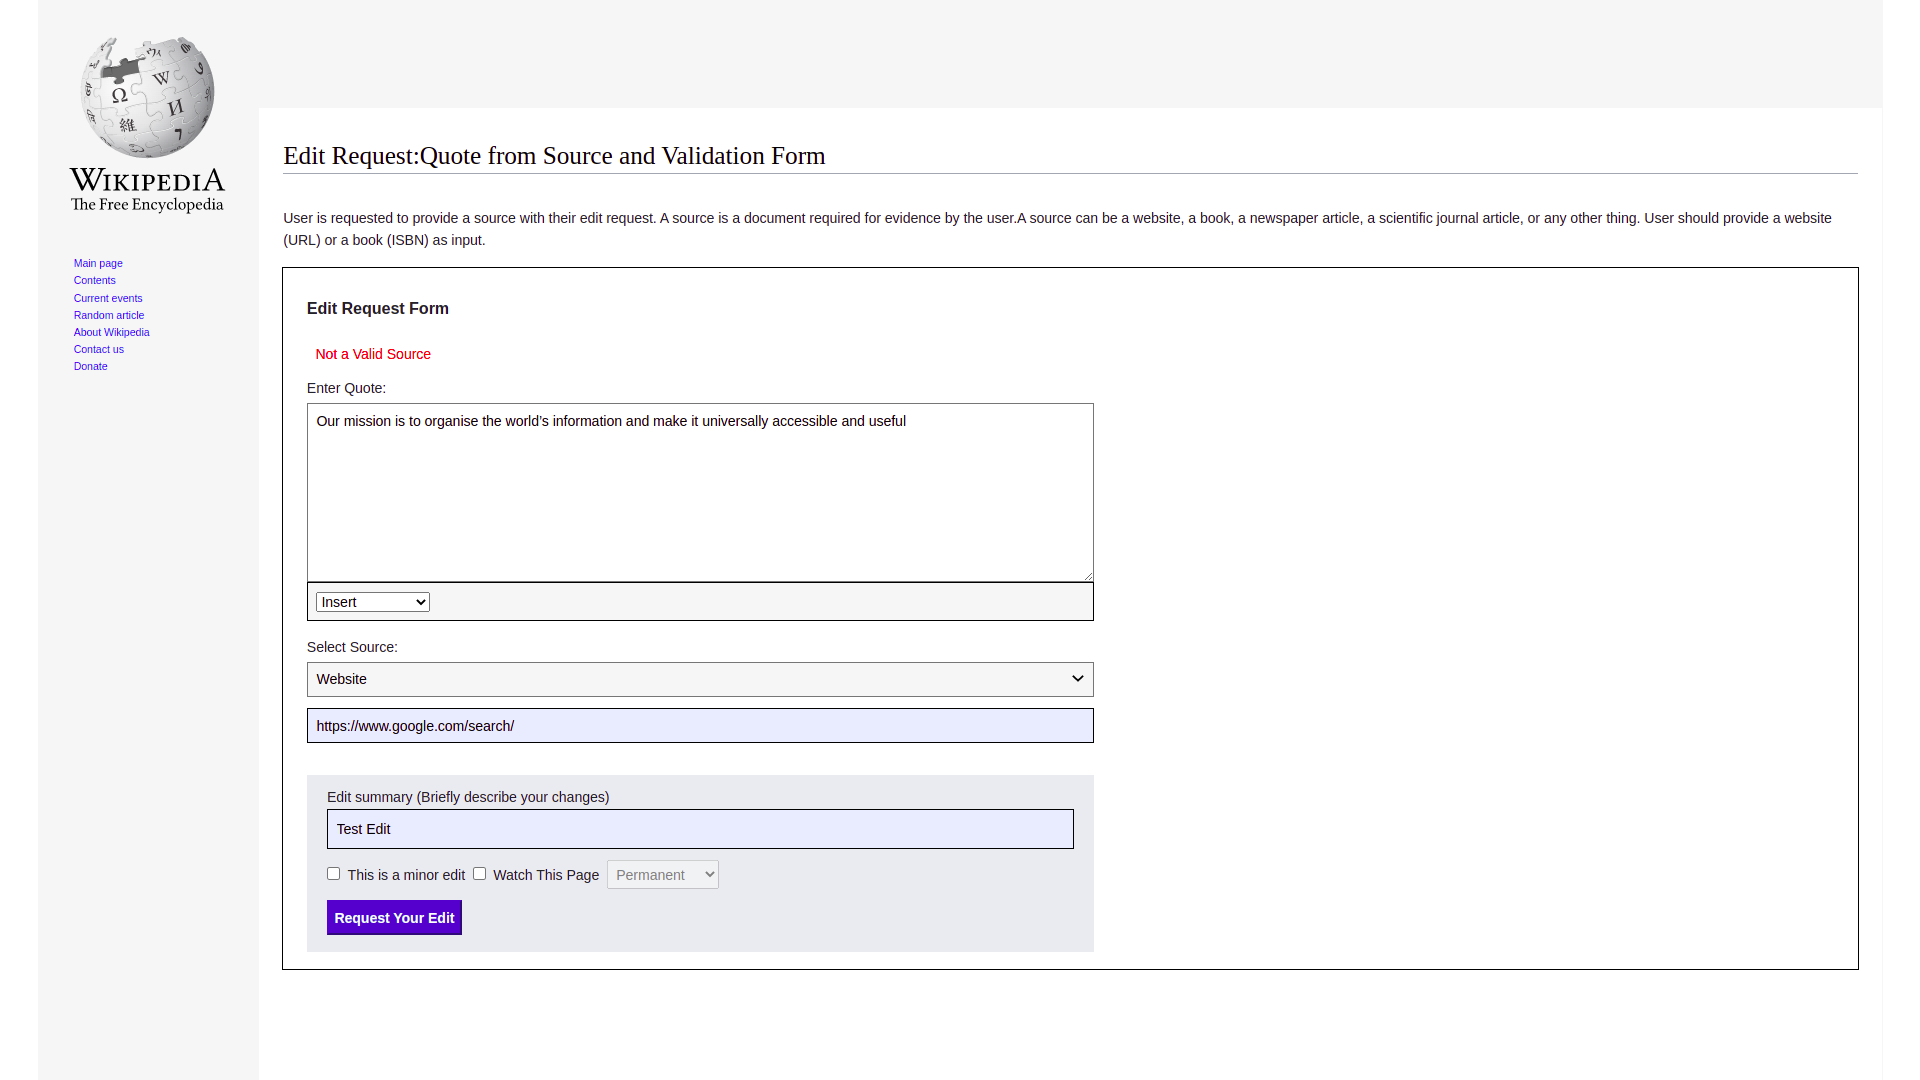 WIKIPEDIA
The Free Encyclopedia
Main page
Contents
Current events
Random article
About Wikipedia
Contact us
Donate
Edit Request:Quote from Source and Validation Form
User is requested to provide a source with their edit request. A source is a document required for evidence by the user.A source can be a website, a book, a newspaper article, a scientific journal article, or any other thing. User should provide a website
(URL) or a book (ISBN) as input.
Edit Request Form
Not a Valid Source
Enter Quote:
Our mission is to organise the world’s information and make it universally accessible and useful
Insert
Select Source:
Website
https://www.google.com/search/
Edit summary (Briefly describe your changes)
Test Edit
This is a minor edit Watch This Page Permanent
Request Your Edit